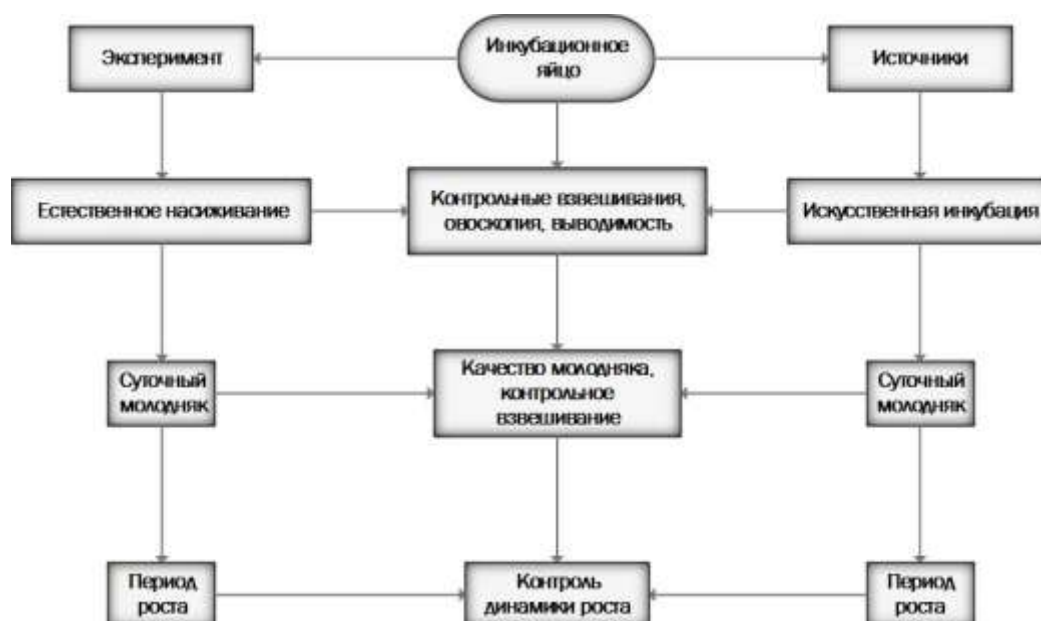 Эксперимент
Инкубационное
яйцо
Источники
Естественное насиживание
Контрольные взвешивания,
овоскопия, выводимость
Искусственная инкубация
Суточный
молодняк
Качество молодняка,
контрольное
взвешивание
Суточный
молодняк
Период
роста
Контроль
динамики роста
Период
роста